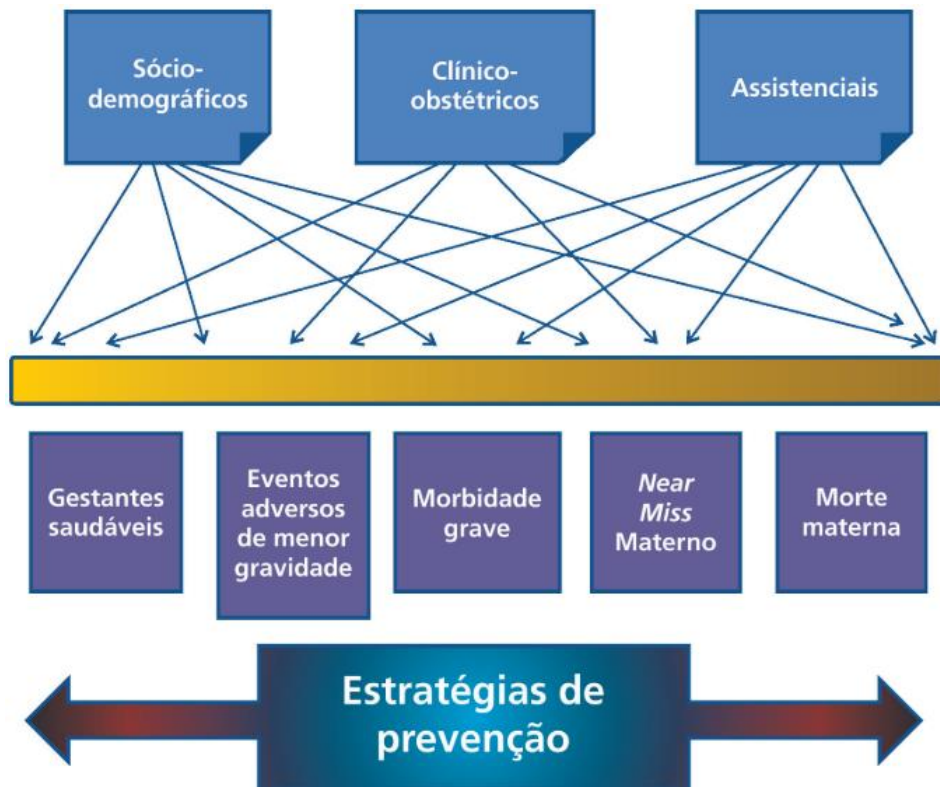 Sócio-
demográficos
Clínico-
obstétricos
Assistenciais
Gestantes
saudáveis
Eventos
adversos
de menor
gravidade
Morbidade
grave
Near
Miss
Materno
Morte
materna
Estratégias de
prevenção